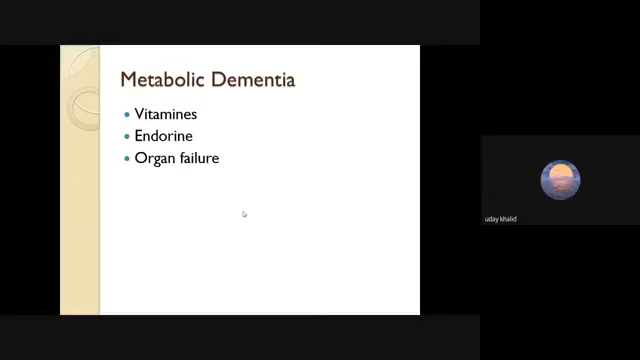 Metabolic Dementia
Vitamines
Endorine
Organ failure
uday khalid